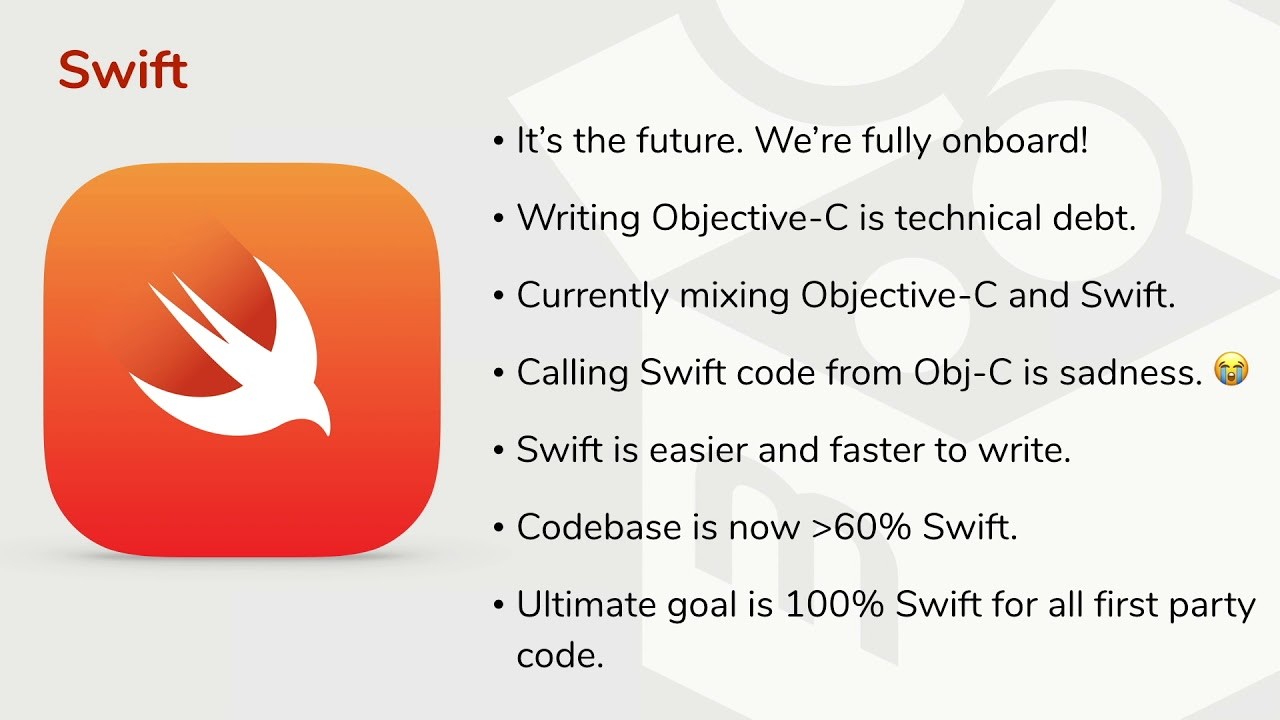 Swift
• It’s the future. We’re fully onboard!
• Writing Objective-C is technical debt.
• Currently mixing Objective-C and Swift.
• Calling Swift code from Obj-C is sadness. 😭
• Swift is easier and faster to write.
• Codebase is now >60% Swift.
• Ultimate goal is 100% Swift for all first party
code.
m